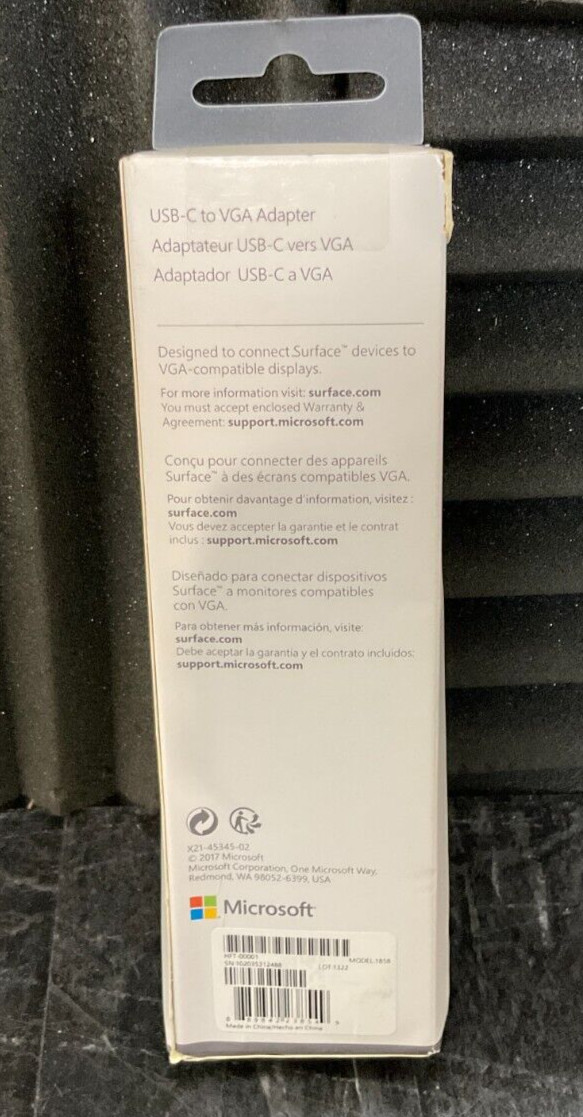 USB-C to VGA Adapter
Adaptateur USB-C vers VGA
Adaptador USB-C a VGA
Designed to connect Surface™ devices to
VGA-compatible displays.
For more information visit: surface.com
You must accept enclosed Warranty &
Agreement: support.microsoft.com
Conçu pour connecter des appareils
Surface™ à des écrans compatibles VGA.
Pour obtenir davantage d'information, visitez :
surface.com
Vous devez accepter la garantie et le contrat
inclus : support.microsoft.com
Diseñado para conectar dispositivos
Surface™ a monitores compatibles
con VGA.
Para obtener más información, visite:
surface.com
Debe aceptar la garantía y el contrato incluidos:
support.microsoft.com
X21-45345-02
© 2017 Microsoft
Microsoft Corporation, One Microsoft Way,
Redmond, WA 98052-6399, USA
Microsoft
HFT-00001 MODEL:1858
LOT:1322
Made in China/Hecho en China